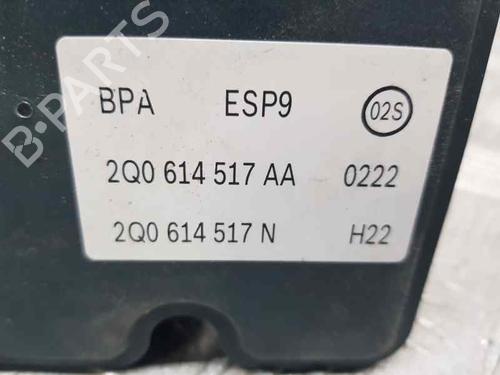 BPA ESP9 02S
2Q0 614 517 AA 0222
2Q0 614 517 N H22
B-PARTS